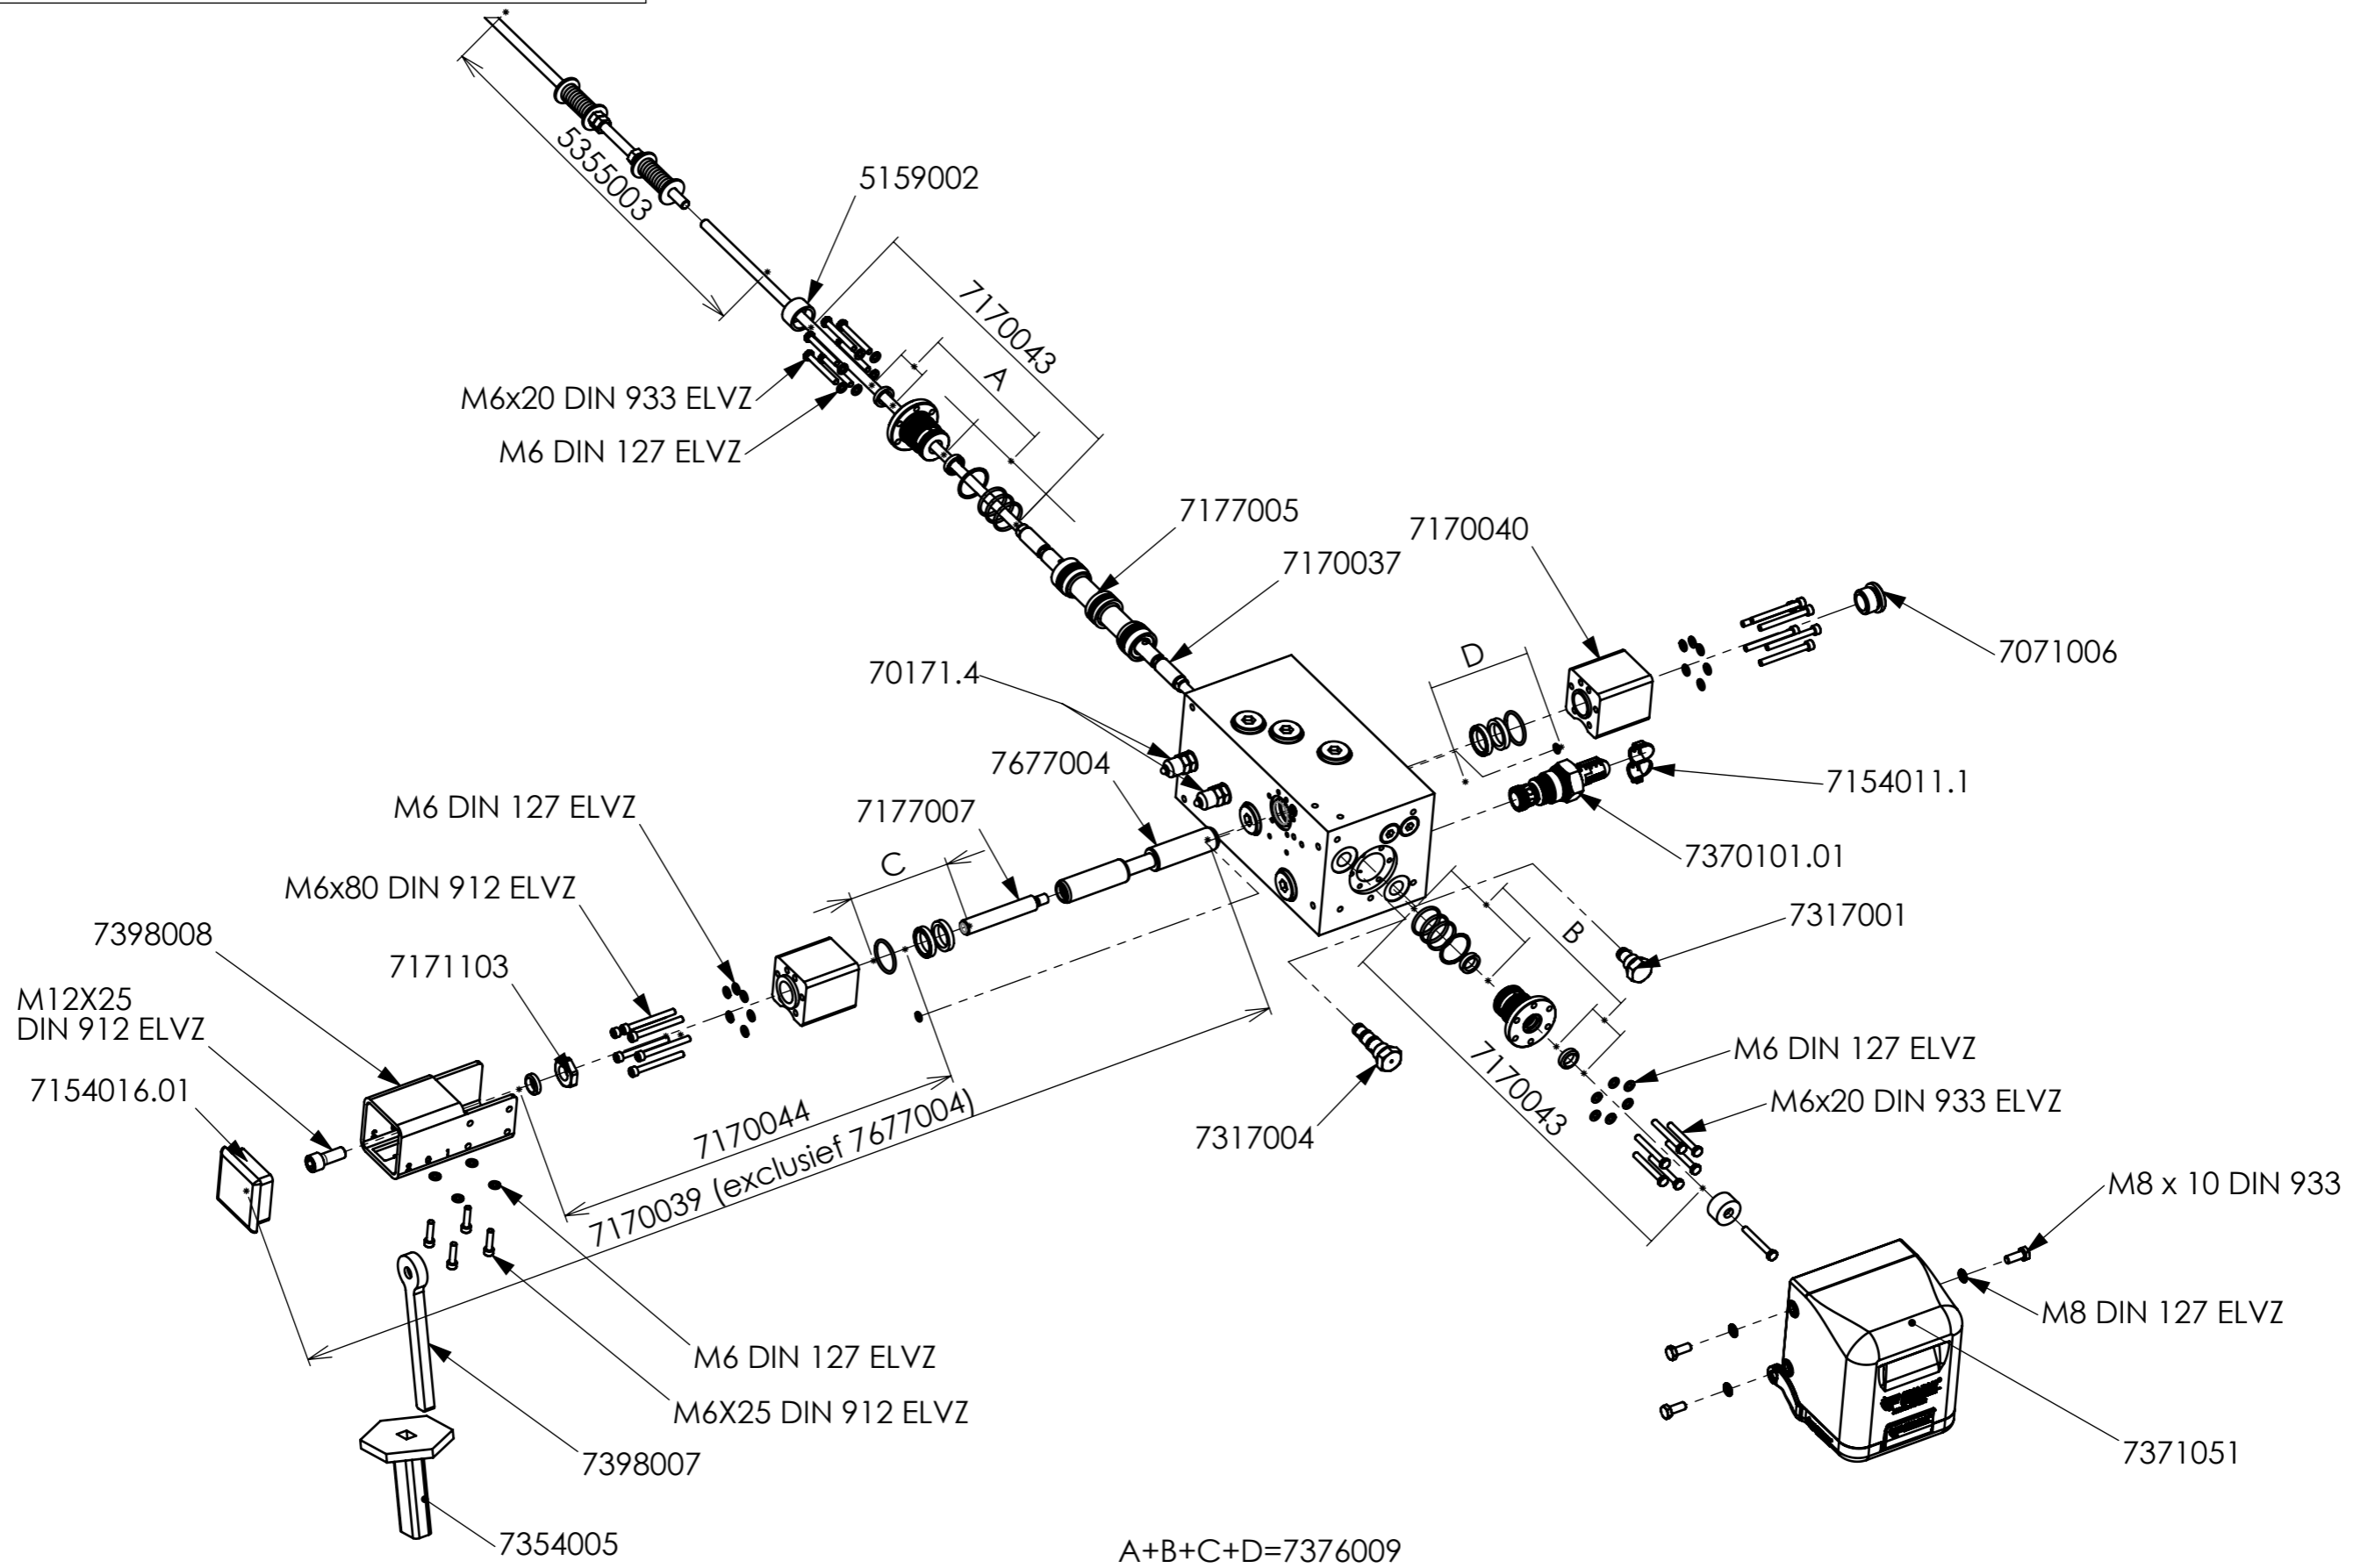 5355003
5159002
7170043
A
M6x20 DIN 933 ELVZ
M6 DIN 127 ELVZ
7177005
7170037
7170040
7071006
D
70171.4
7677004
7154011.1
7370101.01
M6 DIN 127 ELVZ
7177007
C
M6x80 DIN 912 ELVZ
7398008
7171103
M12X25
DIN 912 ELVZ
7154016.01
7317001
B
7317004
7170043
M6 DIN 127 ELVZ
M6x20 DIN 933 ELVZ
7170044
7170039 (exclusief 7677004)
M8 x 10 DIN 933
M8 DIN 127 ELVZ
M6 DIN 127 ELVZ
M6X25 DIN 912 ELVZ
7398007
7354005
7371051
A+B+C+D=7376009